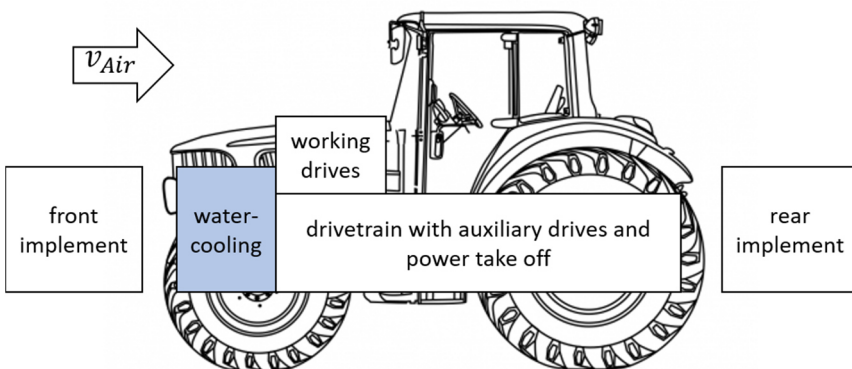 v_Air
working
drives
front
implement
water-
cooling
drivetrain with auxiliary drives and
power take off
rear
implement